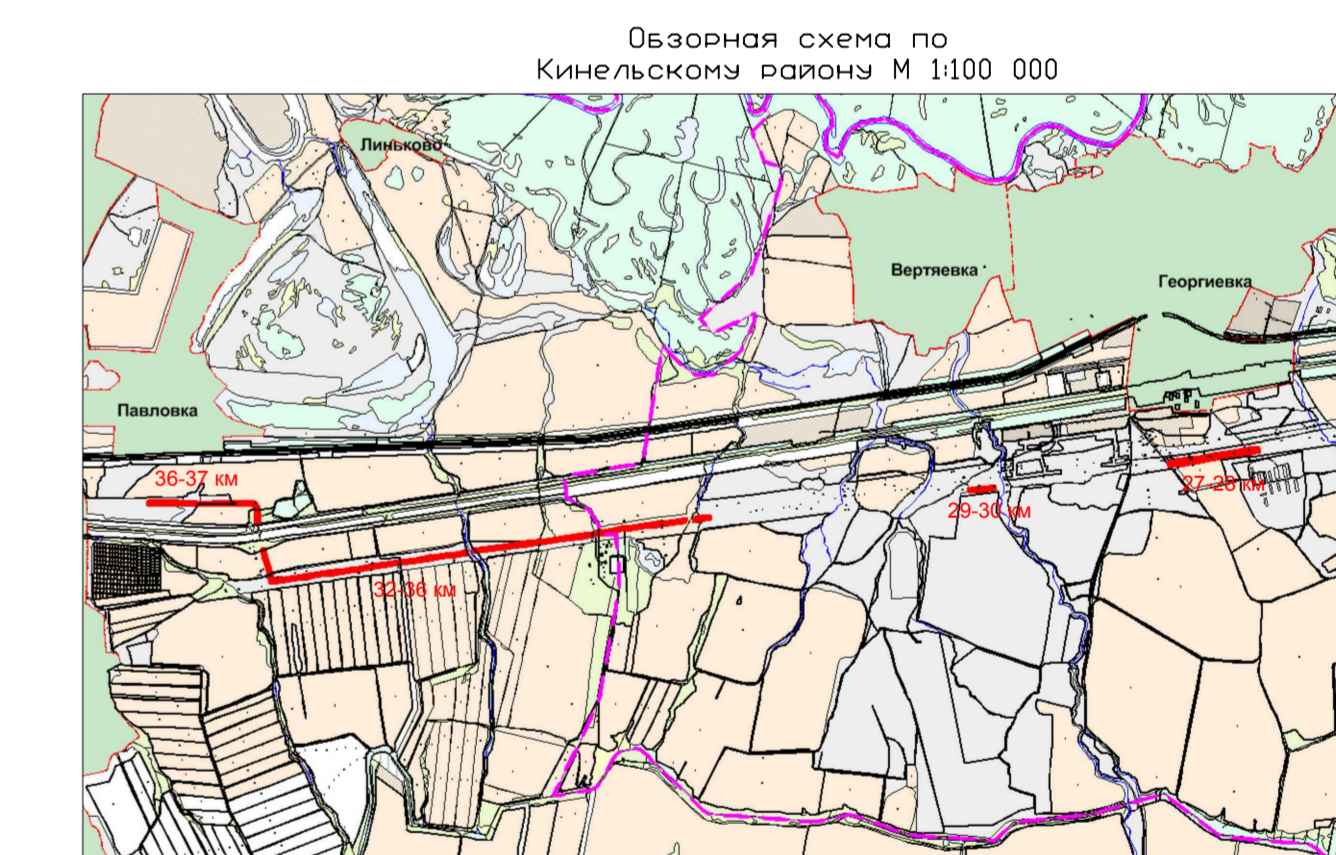 Обзорная схема по
Кинельскому району М 1:100 000
Линьково
Вертяевка
Георгиевка
Павловка
36-37 км
27-28 км
29-30 км
32-36 км